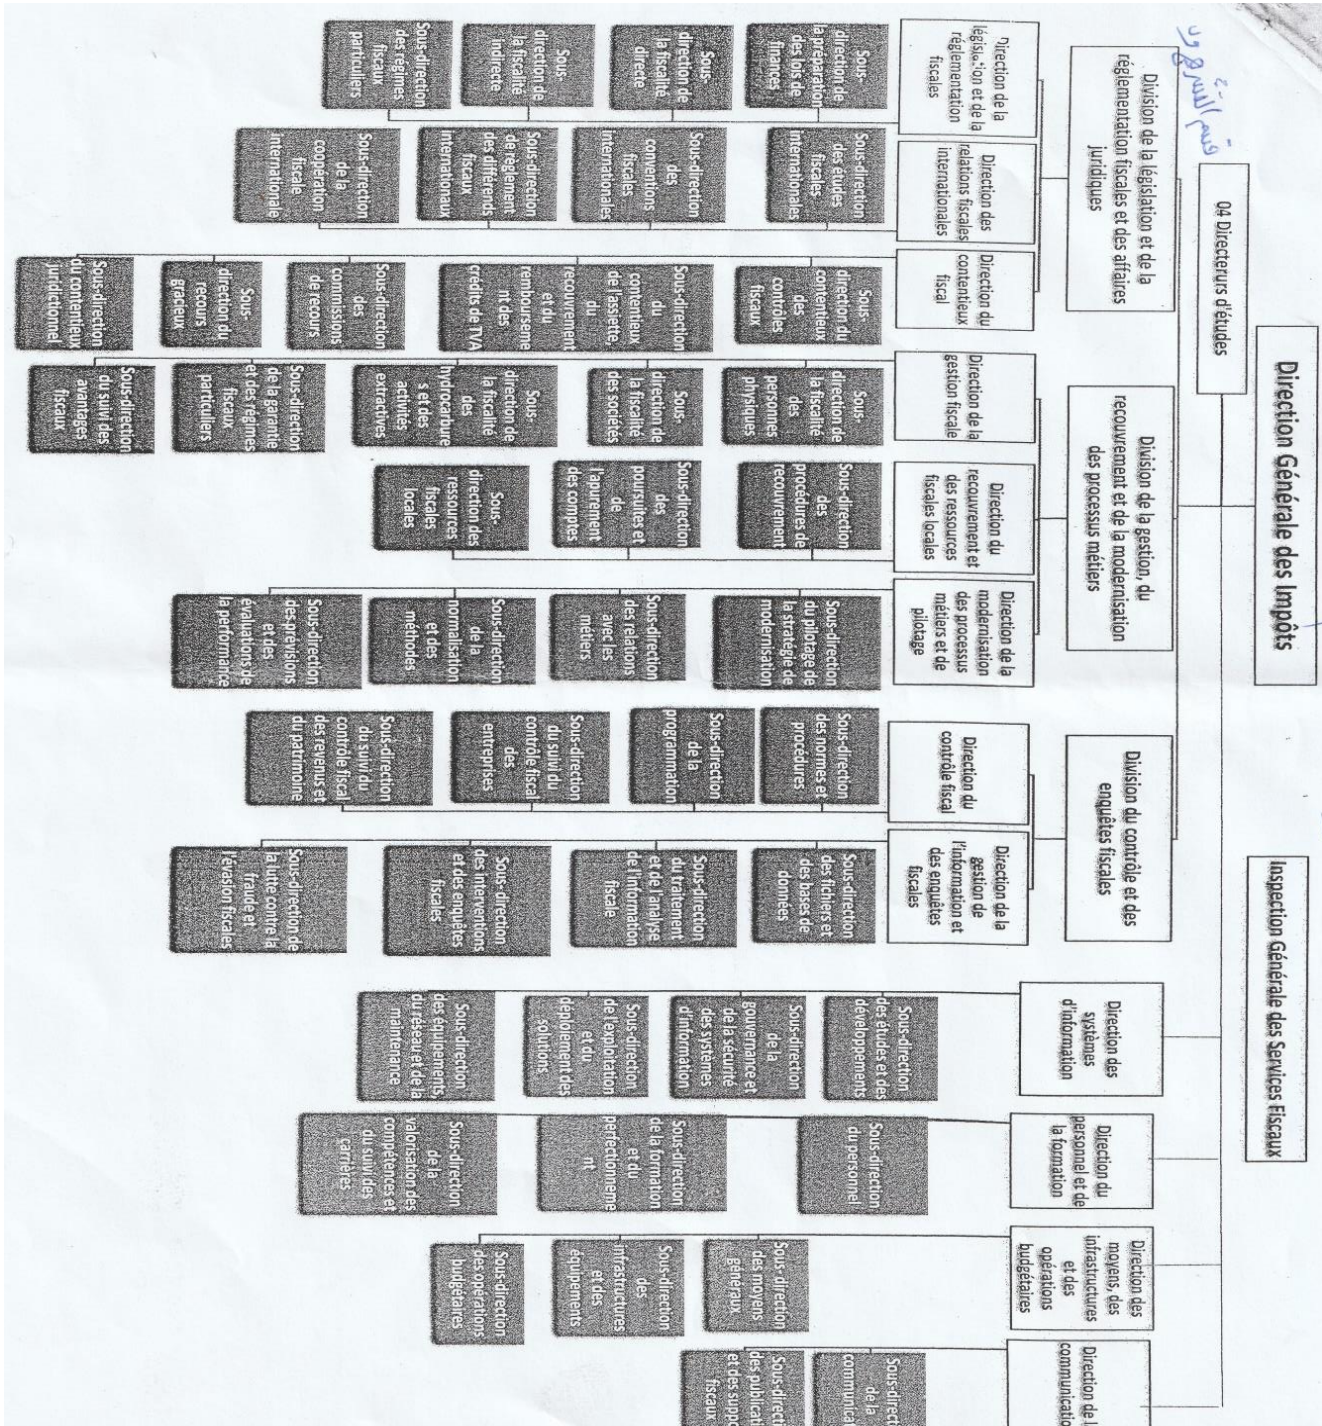 Direction Générale des Impôts
Inspection Générale des Services Fiscaux
04 Directerurs d'études
Division de la législation et de la
réglementation fiscales et des affaires
juridiques
Division de la gestion, du
recouvrement et de la modernisation
des processus métiers
Division du contrôle et des
enquêtes fiscales
Direction des
systèmes
d'information
Direction du
personnel et de
la formation
Direction des
moyens, des
infrastructures
et des
opérations
budgétaires
Direction de l
communicatio
Direction de la
législation et de la
réglementation
fiscales
Direction des
relations fiscales
internationales
Direction du
contentieux
fiscal
Direction de la
gestion fiscale
Direction du
recouvrement et
des ressources
fiscales locales
Direction de la
modernisation
des processus
métiers et de
pilotage
Direction du
contrôle fiscal
Direction de la
gestion de
l'information et
des enquêtes
fiscales
Sous-
direction de
la préparation
des lois de
finances
Sous-
direction de
la fiscalité
directe
Sous-
direction de
la fiscalité
indirecte
Sous-direction
des régimes
fiscaux
particuliers
Sous-direction
des études
fiscales
internationales
Sous-direction
des
conventions
fiscales
internationales
Sous-direction
de règlement
des différends
fiscaux
internationaux
Sous-direction
de la
coopération
fiscale
internationale
Sous-
direction du
contentieux
des
contrôles
fiscaux
Sous-direction
du
contentieux
de l'assiette,
du
recouvrement
et du
rembourseme
nt des
crédits de TVA
Sous-direction
des
commissions
de recours
Sous-
direction du
recours
gracieux
Sous-direction
du contentieux
juridictionnel
Sous-
direction de
la fiscalité
des
personnes
physiques
Sous-
direction de
la fiscalité
des sociétés
Sous-
direction de
la fiscalité
des
hydrocarbure
s et des
activités
extractives
Sous-direction
de la garantie
et des régimes
fiscaux
particuliers
Sous-direction
du suivi des
avantages
fiscaux
Sous-direction
des
procédures de
recouvrement
Sous-direction
des
poursuites et
de
l'apurement
des comptes
Sous-
direction des
ressources
fiscales
locales
Sous-direction
du pilotage de
la stratégie de
modernisation
Sous-direction
des relations
avec les
métiers
Sous-direction
de la
normalisation
et des
méthodes
Sous-direction
des prévisions
et des
évaluations de
la performance
Sous-direction
des normes et
procédures
Sous-direction
de la
programmation
Sous-direction
du suivi du
contrôle fiscal
des
entreprises
Sous-direction
du suivi du
contrôle fiscal
des revenus et
du patrimoine
Sous-direction
des fichiers et
des bases de
données
Sous-direction
du traitement
et de l'analyse
de l'information
fiscale
Sous-direction
des interventions
et des enquêtes
fiscales
Sous-direction de
la lutte contre la
fraude et
l'évasion fiscales
Sous-direction
des études et des
développements
Sous-direction
de la
gouvernance et
de la sécurité
des systèmes
d'information
Sous-direction
de l'exploitation
et du
déploiement des
solutions
Sous-direction
des équipements,
du réseau et de la
maintenance
Sous-direction
du personnel
Sous-direction
de la formation
et du
perféctionneme
nt
Sous-direction
de la
valorisation des
compétences et
du suivi des
carrières
Sous-direction
des moyens
généraux
Sous-direction
des
infrastructures
et des
équipements
Sous-direction
des opérations
budgétaires
Sous-direct
de la
communicat
Sous-direct
des publicat
et des suppo
fiscaux